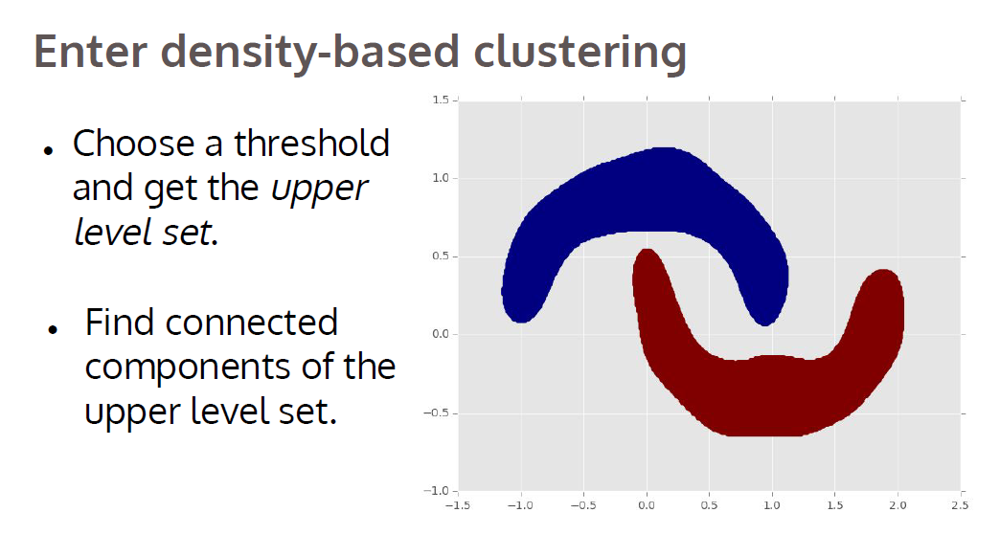 Enter density-based clustering
• Choose a threshold
and get the upper
level set.
• Find connected
components of the
upper level set.
1.5
1.0
0.5
0.0
−0.5
−1.0
−1.5 −1.0 −0.5 0.0 0.5 1.0 1.5 2.0 2.5